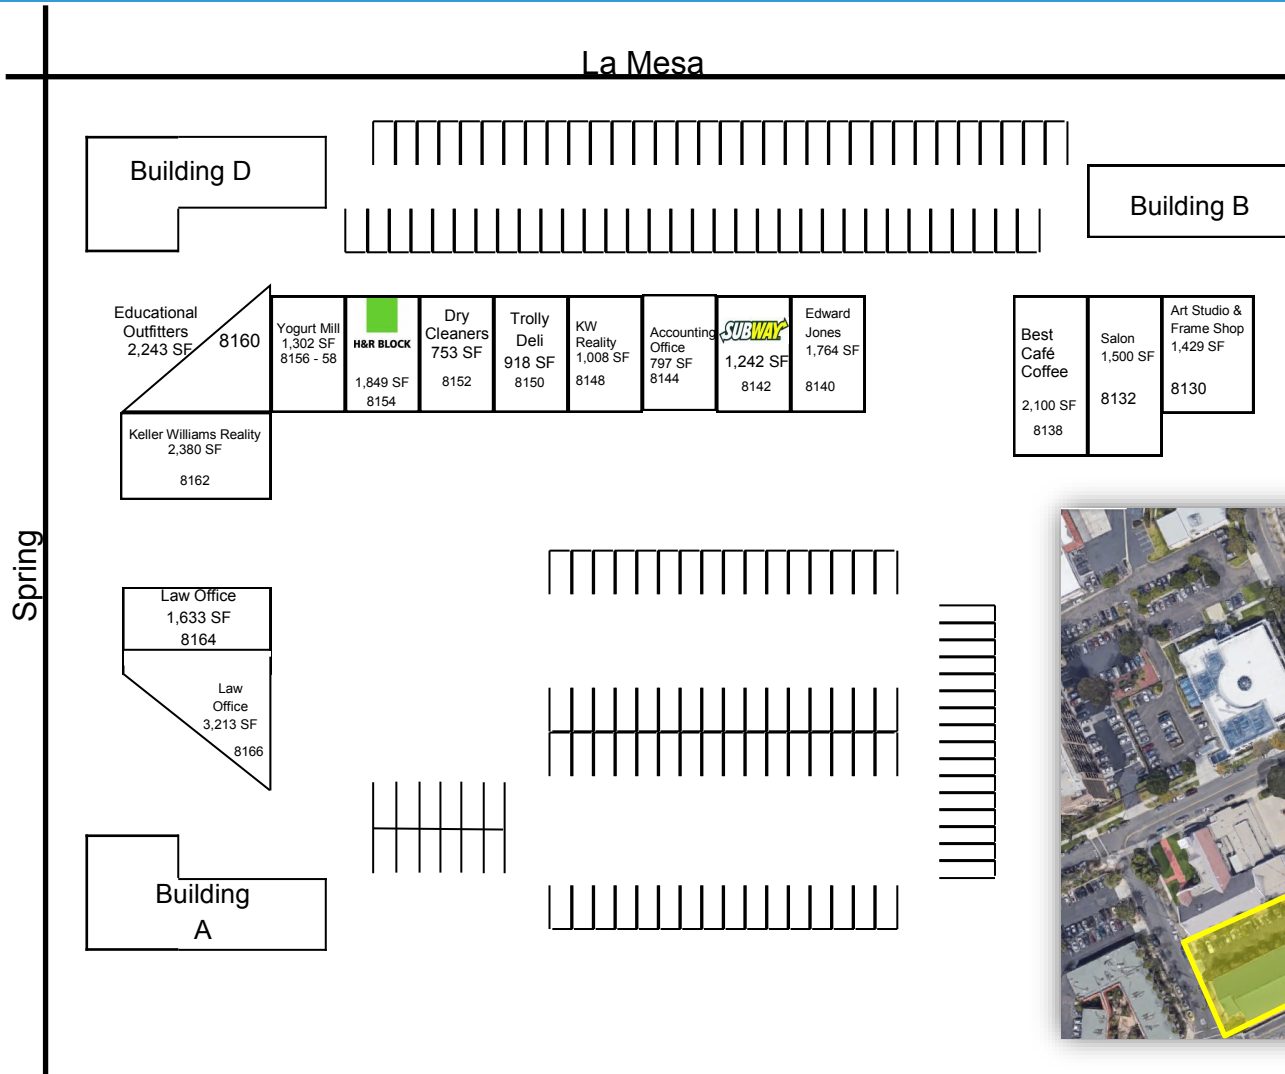 La Mesa
Building D
Building B
Educational
Outfitters
2,243 SF
8160
Yogurt Mill
1,302 SF
8156 - 58
H&R BLOCK
1,849 SF
8154
Dry
Cleaners
753 SF
8152
Trolly
Deli
918 SF
8150
KW
Reality
1,008 SF
8148
Accounting
Office
797 SF
8144
SUBWAY
1,242 SF
8142
Edward
Jones
1,764 SF
8140
Best
Café
Coffee
2,100 SF
8138
Salon
1,500 SF
8132
Art Studio &
Frame Shop
1,429 SF
8130
Keller Williams Reality
2,380 SF
8162
Spring
Law Office
1,633 SF
8164
Law
Office
3,213 SF
8166
Building
A